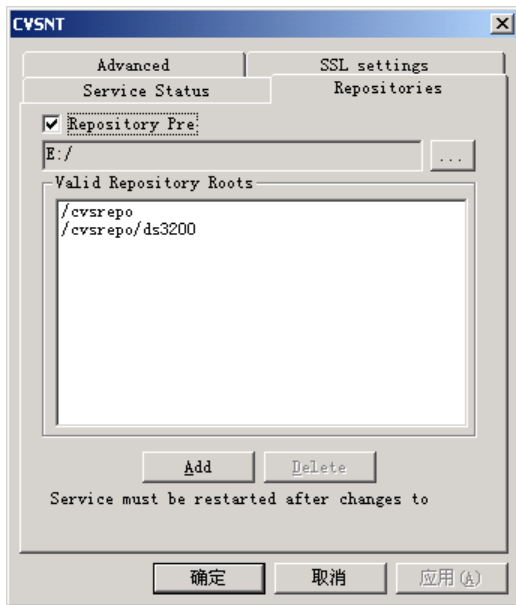 CVSNT
Advanced
SSL settings
Service Status
Repositories
Repository Pre
E:/
...
Valid Repository Roots
/cvsrepo
/cvsrepo/ds3200
Add
Delete
Service must be restarted after changes to
确定
取消
应用(A)